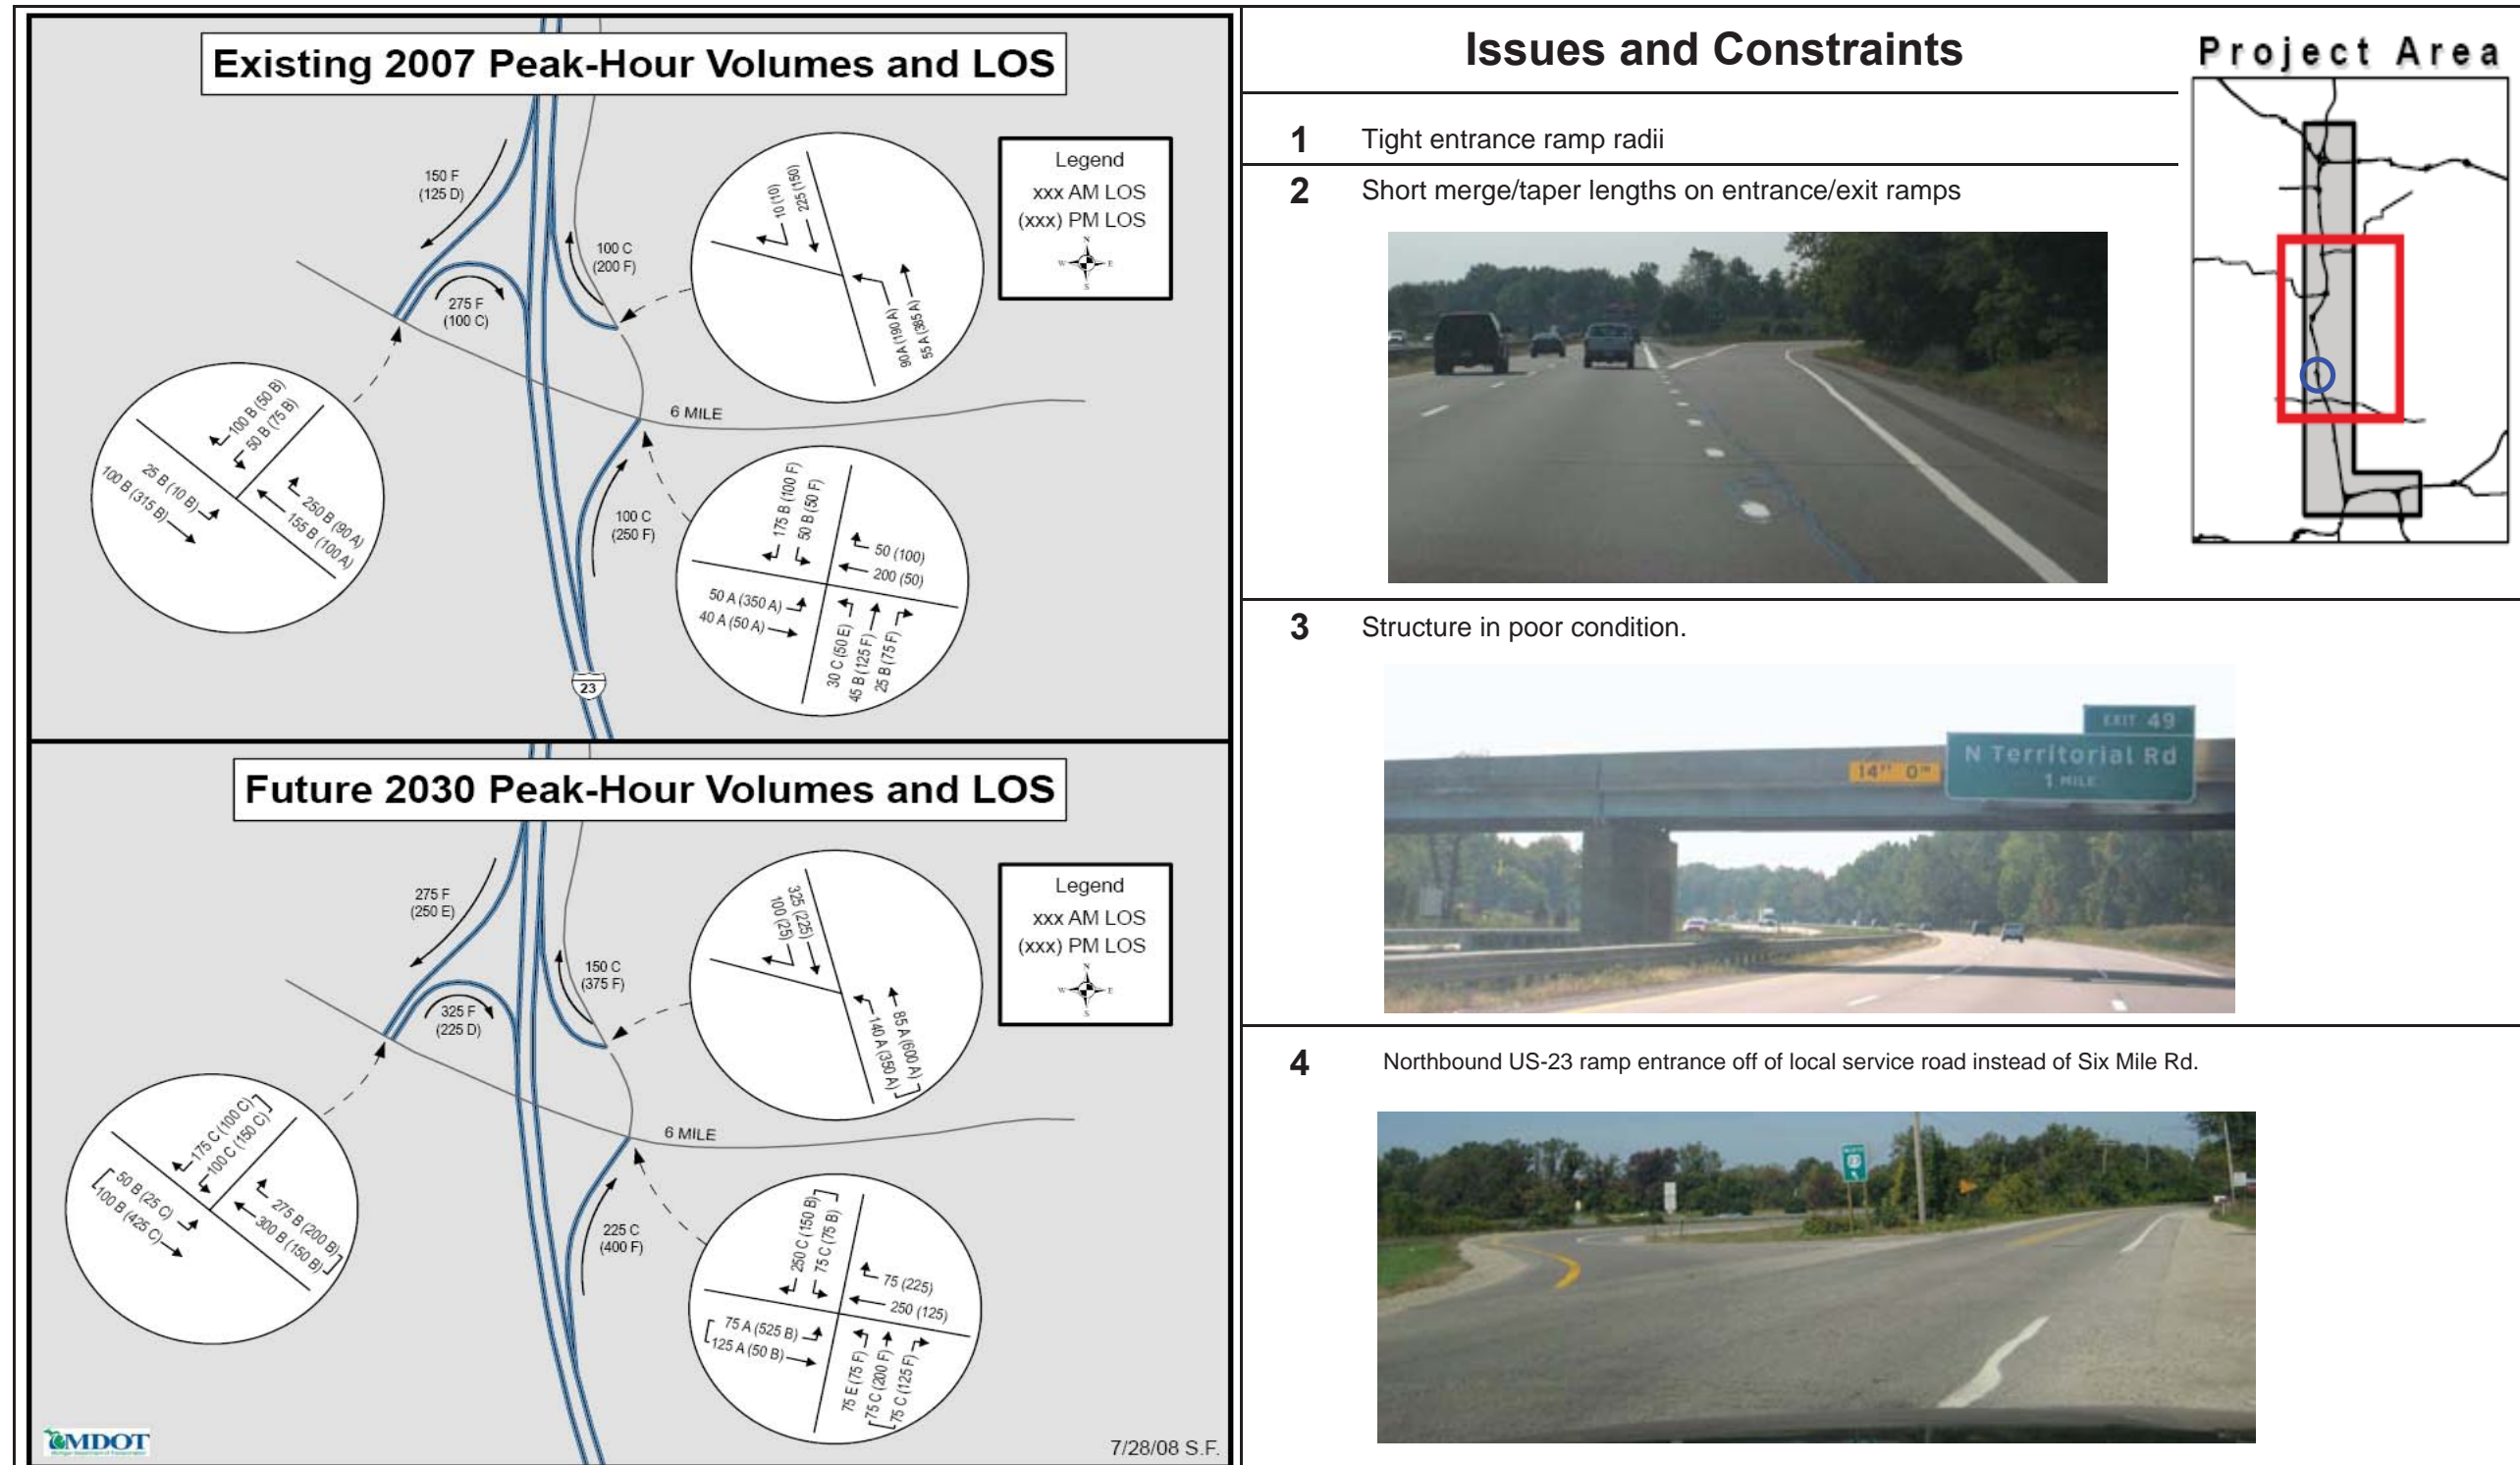 Existing 2007 Peak-Hour Volumes and LOS
150 F
(125 D)
100 C
(200 F)
275 F
(100 C)
10 (10)
225 (150)
90 A (190 A)
55 A (385 A)
Legend
xxx AM LOS
(xxx) PM LOS
N
W E
S
6 MILE
100 B (50 B)
50 B (75 B)
25 B (10 B)
100 B (315 B)
250 B (90 A)
155 B (100 A)
100 C
(250 F)
175 B (100 F)
50 B (50 F)
50 (100)
200 (50)
50 A (350 A)
40 A (50 A)
30 C (50 E)
45 B (125 F)
25 B (75 F)
23
Future 2030 Peak-Hour Volumes and LOS
275 F
(250 E)
150 C
(375 F)
325 F
(225 D)
325 (225)
100 (25)
85 A (600 A)
140 A (350 A)
Legend
xxx AM LOS
(xxx) PM LOS
N
W E
S
6 MILE
175 C (100 C)
100 C (150 C)
50 B (25 C)
100 B (425 C)
275 B (200 B)
300 B (150 B)
225 C
(400 F)
250 C (150 B)
75 C (75 B)
75 (225)
250 (125)
75 A (525 B)
125 A (50 B)
75 E (75 F)
75 C (200 F)
75 C (125 F)
MDOT
7/28/08 S.F.
Issues and Constraints
Project Area
1 Tight entrance ramp radii
2 Short merge/taper lengths on entrance/exit ramps
3 Structure in poor condition.
EXIT 49
N Territorial Rd
1 MILE
14FT 0IN
4 Northbound US-23 ramp entrance off of local service road instead of Six Mile Rd.
23